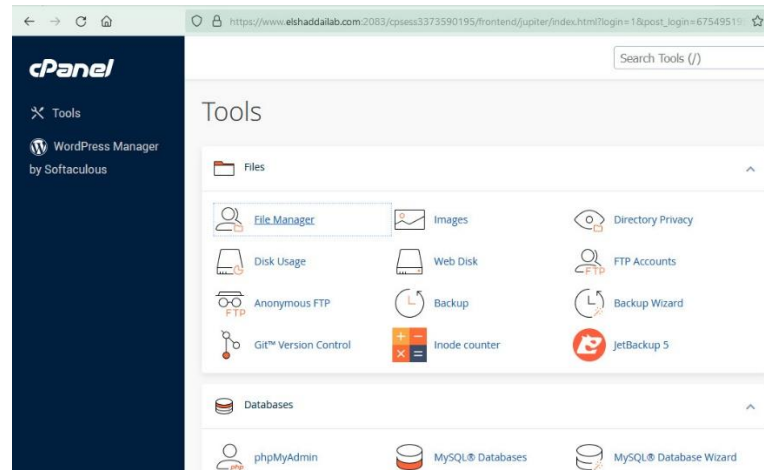 https://www.elshaddailab.com:2083/cpsess3373590195/frontend/jupiter/index.html?login=1&post_login=67549519
cPanel
Search Tools (/)
Tools
WordPress Manager
by Softaculous
Tools
Files
File Manager
Images
Directory Privacy
Disk Usage
Web Disk
FTP Accounts
FTP
Anonymous FTP
Backup
Backup Wizard
FTP
Git™ Version Control
Inode counter
JetBackup 5
Databases
phpMyAdmin
MySQL® Databases
MySQL® Database Wizard
php